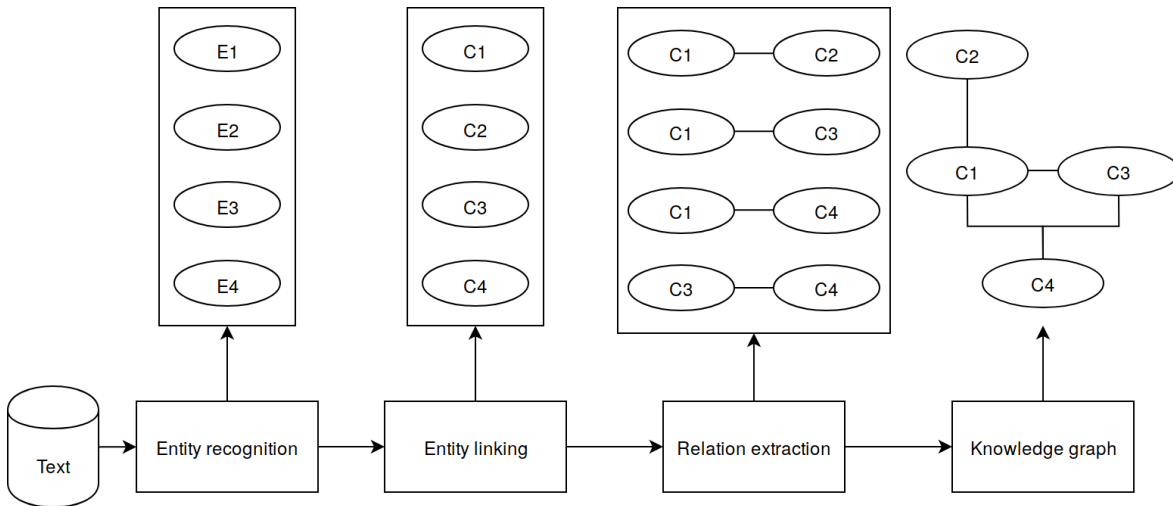 E1
E2
E3
E4
C1
C2
C3
C4
C1 C2
C1 C3
C1 C4
C3 C4
C2
C1 C3
C4
Text
Entity recognition
Entity linking
Relation extraction
Knowledge graph